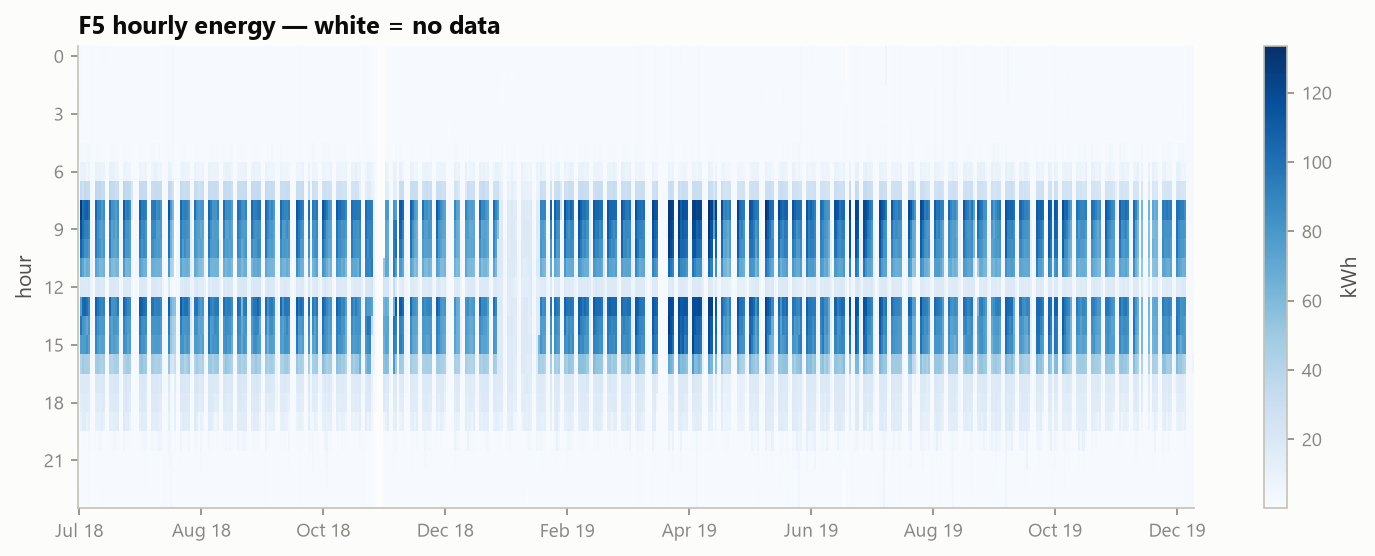 F5 hourly energy — white = no data
0
3
6
9
12
15
18
21
hour
Jul 18
Aug 18
Oct 18
Dec 18
Feb 19
Apr 19
Jun 19
Aug 19
Oct 19
Dec 19
120
100
80
60
40
20
kWh